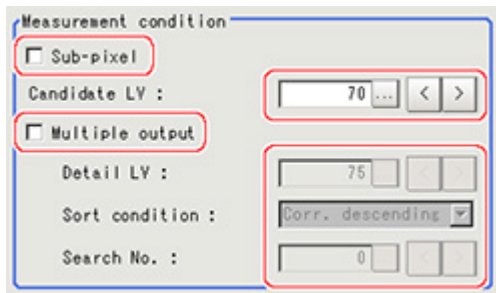 Measurement condition
Sub-pixel
Candidate LV : 70 ... < >
Multiple output
Detail LV : 75
Sort condition : Corr. descending
Search No. : 0